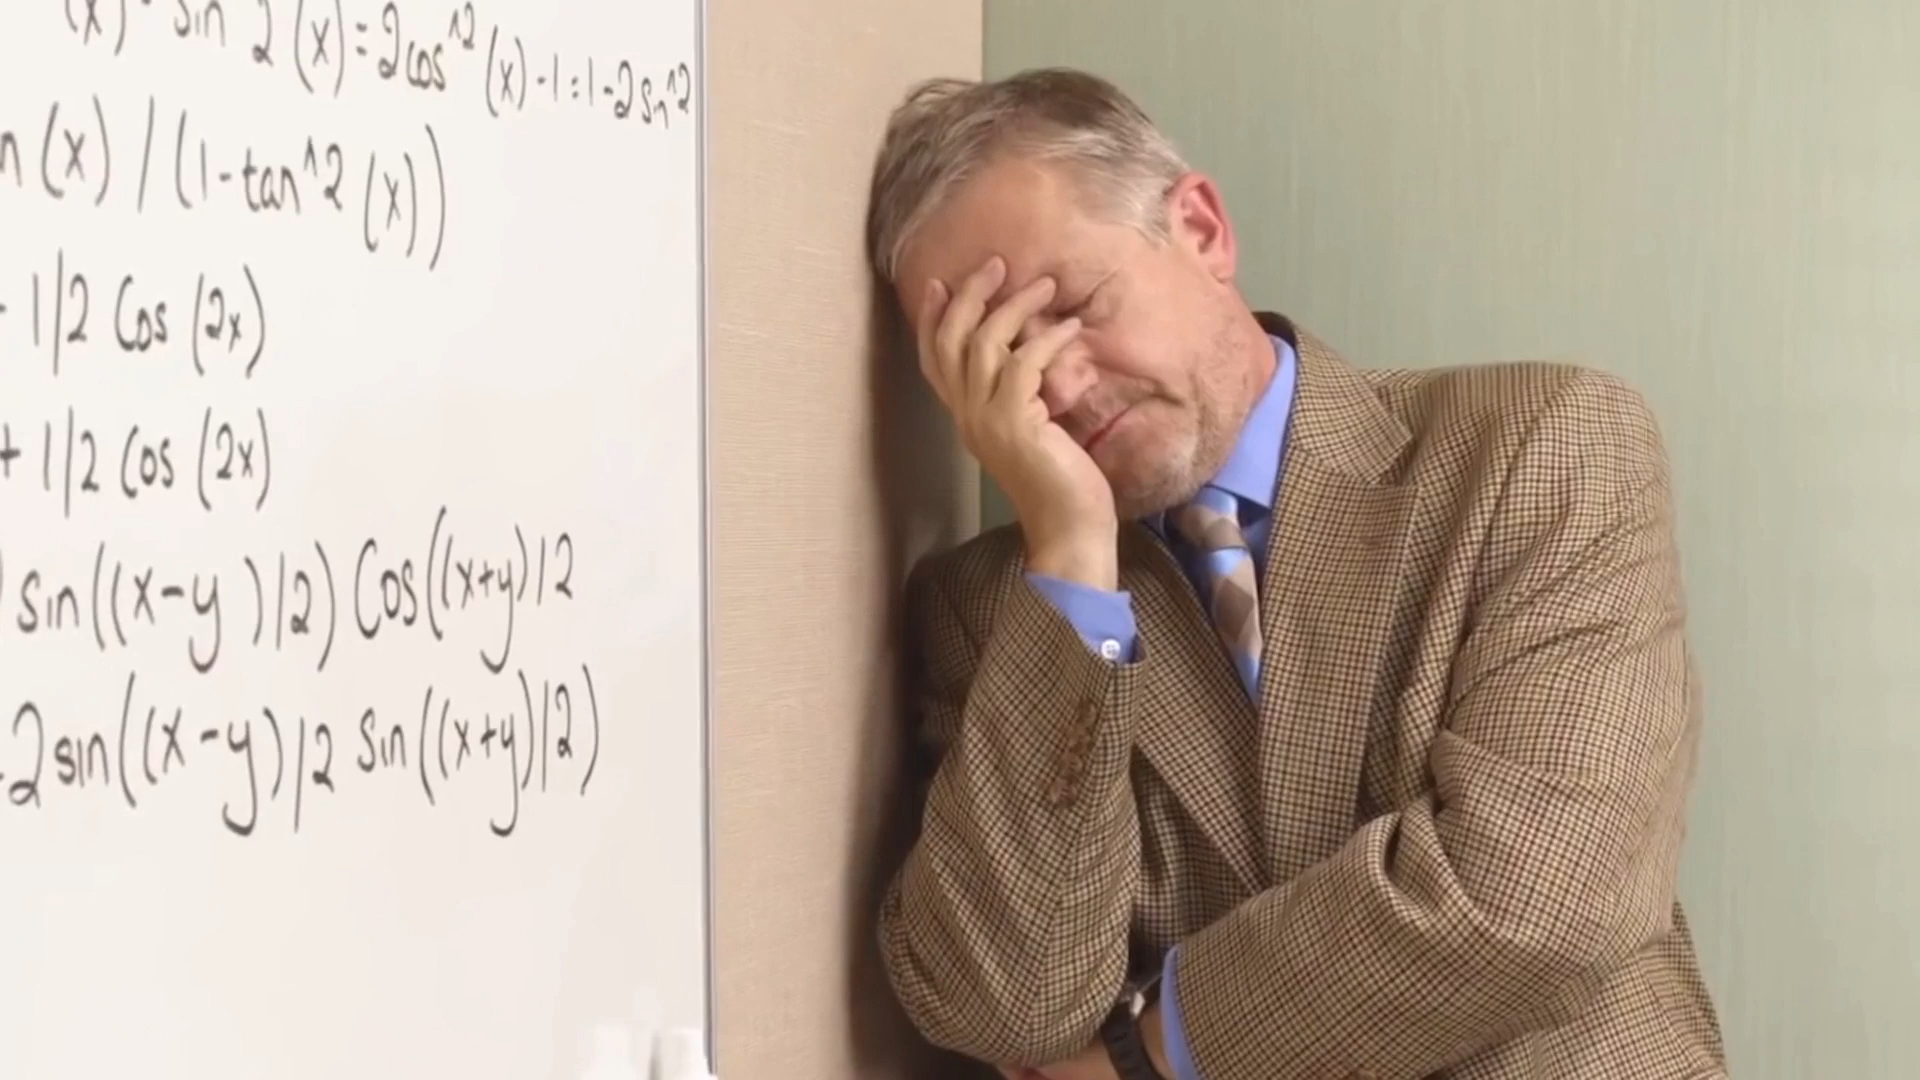 (x) - sin 2 (x) = 2cos^2 (x) - 1 = 1 - 2sin^2
n (x) / (1-tan^2 (x))
- 1/2 Cos (2x)
+ 1/2 Cos (2x)
sin((x-y)/2) Cos((x+y)/2
-2sin((x-y)/2 Sin((x+y)/2)